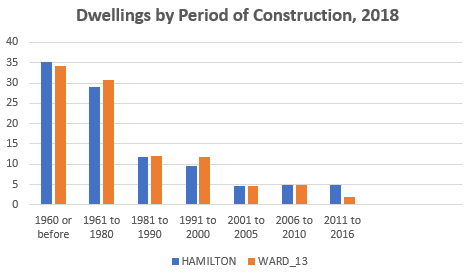 Dwellings by Period of Construction, 2018
40
35
30
25
20
15
10
5
0
1960 or before
1961 to 1980
1981 to 1990
1991 to 2000
2001 to 2005
2006 to 2010
2011 to 2016
HAMILTON
WARD_13